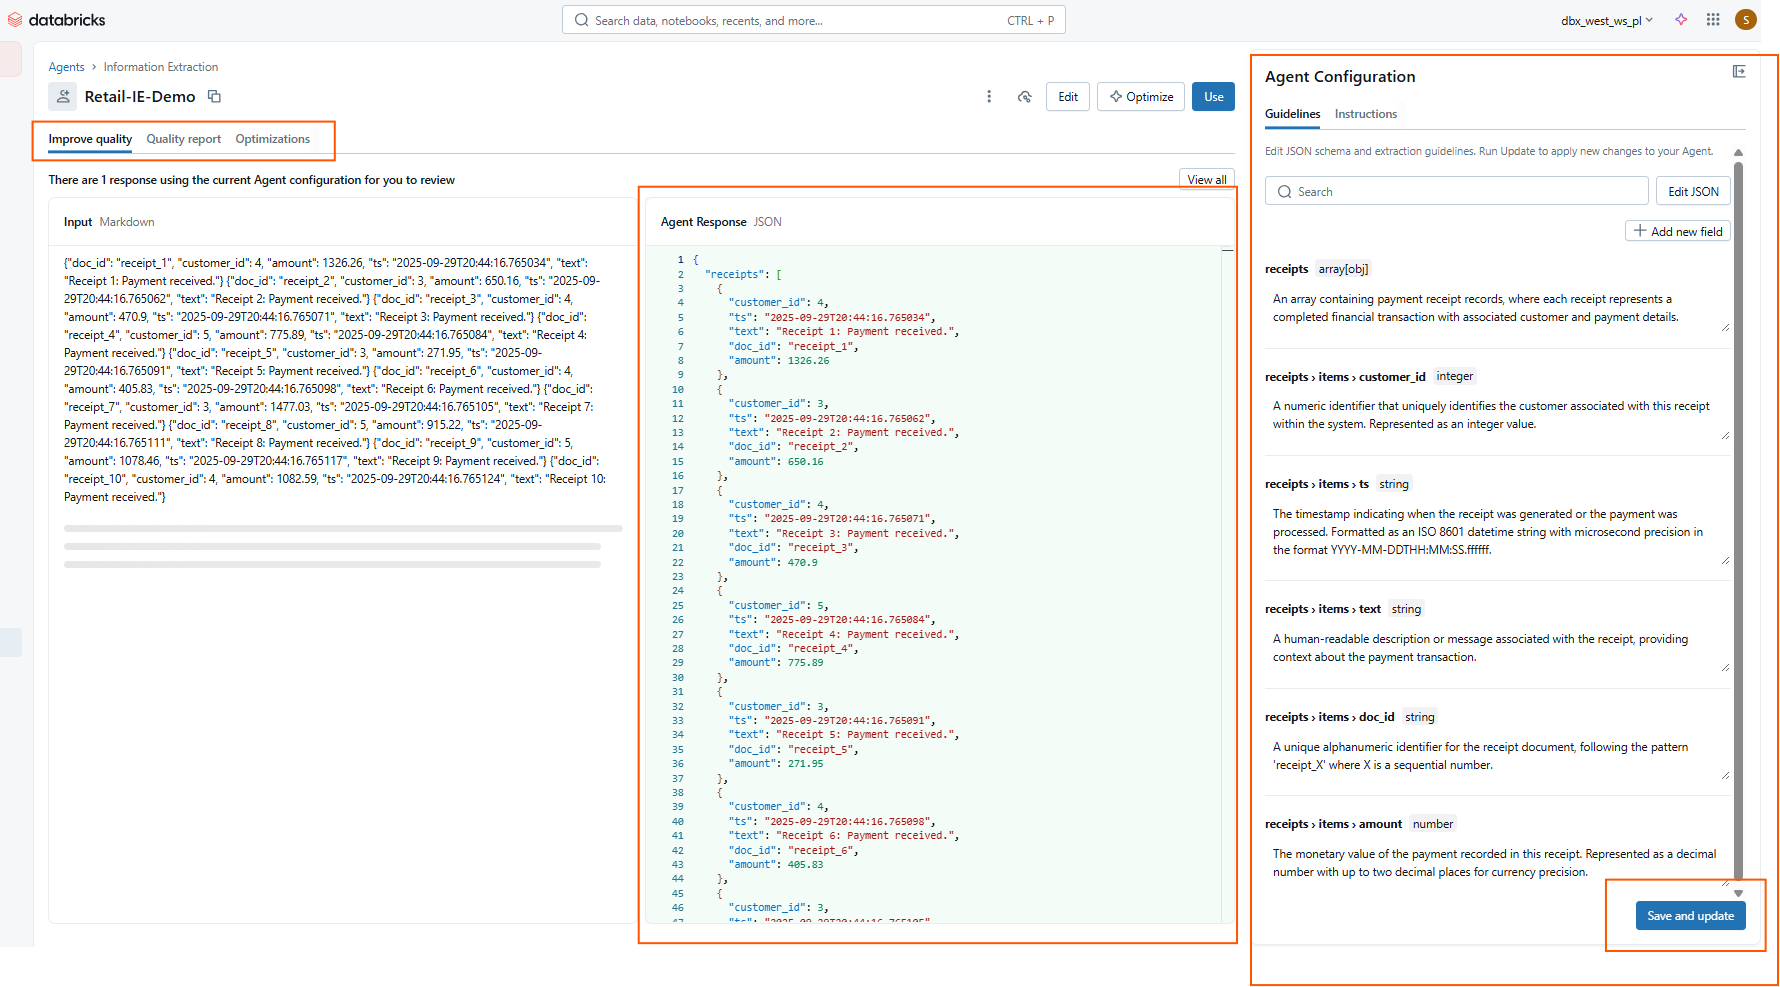 databricks
Search data, notebooks, recents, and more...
CTRL + P
dbx_west_ws_pl
S
Agents › Information Extraction
Retail-IE-Demo
Edit
Optimize
Use
Improve quality
Quality report
Optimizations
There are 1 response using the current Agent configuration for you to review
View all
Input Markdown
{"doc_id": "receipt_1", "customer_id": 4, "amount": 1326.26, "ts": "2025-09-29T20:44:16.765034", "text":
"Receipt 1: Payment received."} {"doc_id": "receipt_2", "customer_id": 3, "amount": 650.16, "ts": "2025-09-
29T20:44:16.765062", "text": "Receipt 2: Payment received."} {"doc_id": "receipt_3", "customer_id": 4,
"amount": 470.9, "ts": "2025-09-29T20:44:16.765071", "text": "Receipt 3: Payment received."} {"doc_id":
"receipt_4", "customer_id": 5, "amount": 775.89, "ts": "2025-09-29T20:44:16.765084", "text": "Receipt 4:
Payment received."} {"doc_id": "receipt_5", "customer_id": 3, "amount": 271.95, "ts": "2025-09-
29T20:44:16.765091", "text": "Receipt 5: Payment received."} {"doc_id": "receipt_6", "customer_id": 4,
"amount": 405.83, "ts": "2025-09-29T20:44:16.765098", "text": "Receipt 6: Payment received."} {"doc_id":
"receipt_7", "customer_id": 3, "amount": 1477.03, "ts": "2025-09-29T20:44:16.765105", "text": "Receipt 7:
Payment received."} {"doc_id": "receipt_8", "customer_id": 5, "amount": 915.22, "ts": "2025-09-
29T20:44:16.765111", "text": "Receipt 8: Payment received."} {"doc_id": "receipt_9", "customer_id": 5,
"amount": 1078.46, "ts": "2025-09-29T20:44:16.765117", "text": "Receipt 9: Payment received."} {"doc_id":
"receipt_10", "customer_id": 4, "amount": 1082.59, "ts": "2025-09-29T20:44:16.765124", "text": "Receipt 10:
Payment received."}
Agent Response JSON
1 {
2 "receipts": [
3 {
4 "customer_id": 4,
5 "ts": "2025-09-29T20:44:16.765034",
6 "text": "Receipt 1: Payment received.",
7 "doc_id": "receipt_1",
8 "amount": 1326.26
9 },
10 {
11 "customer_id": 3,
12 "ts": "2025-09-29T20:44:16.765062",
13 "text": "Receipt 2: Payment received.",
14 "doc_id": "receipt_2",
15 "amount": 650.16
16 },
17 {
18 "customer_id": 4,
19 "ts": "2025-09-29T20:44:16.765071",
20 "text": "Receipt 3: Payment received.",
21 "doc_id": "receipt_3",
22 "amount": 470.9
23 },
24 {
25 "customer_id": 5,
26 "ts": "2025-09-29T20:44:16.765084",
27 "text": "Receipt 4: Payment received.",
28 "doc_id": "receipt_4",
29 "amount": 775.89
30 },
31 {
32 "customer_id": 3,
33 "ts": "2025-09-29T20:44:16.765091",
34 "text": "Receipt 5: Payment received.",
35 "doc_id": "receipt_5",
36 "amount": 271.95
37 },
38 {
39 "customer_id": 4,
40 "ts": "2025-09-29T20:44:16.765098",
41 "text": "Receipt 6: Payment received.",
42 "doc_id": "receipt_6",
43 "amount": 405.83
44 },
45 {
46 "customer_id": 3,
47 "ts": "2025-09-29T20:44:16.765105"
Agent Configuration
Guidelines
Instructions
Edit JSON schema and extraction guidelines. Run Update to apply new changes to your Agent.
Search
Edit JSON
+ Add new field
receipts array[obj]
An array containing payment receipt records, where each receipt represents a
completed financial transaction with associated customer and payment details.
receipts › items › customer_id integer
A numeric identifier that uniquely identifies the customer associated with this receipt
within the system. Represented as an integer value.
receipts › items › ts string
The timestamp indicating when the receipt was generated or the payment was
processed. Formatted as an ISO 8601 datetime string with microsecond precision in
the format YYYY-MM-DDTHH:MM:SS.ffffff.
receipts › items › text string
A human-readable description or message associated with the receipt, providing
context about the payment transaction.
receipts › items › doc_id string
A unique alphanumeric identifier for the receipt document, following the pattern
'receipt_X' where X is a sequential number.
receipts › items › amount number
The monetary value of the payment recorded in this receipt. Represented as a decimal
number with up to two decimal places for currency precision.
Save and update